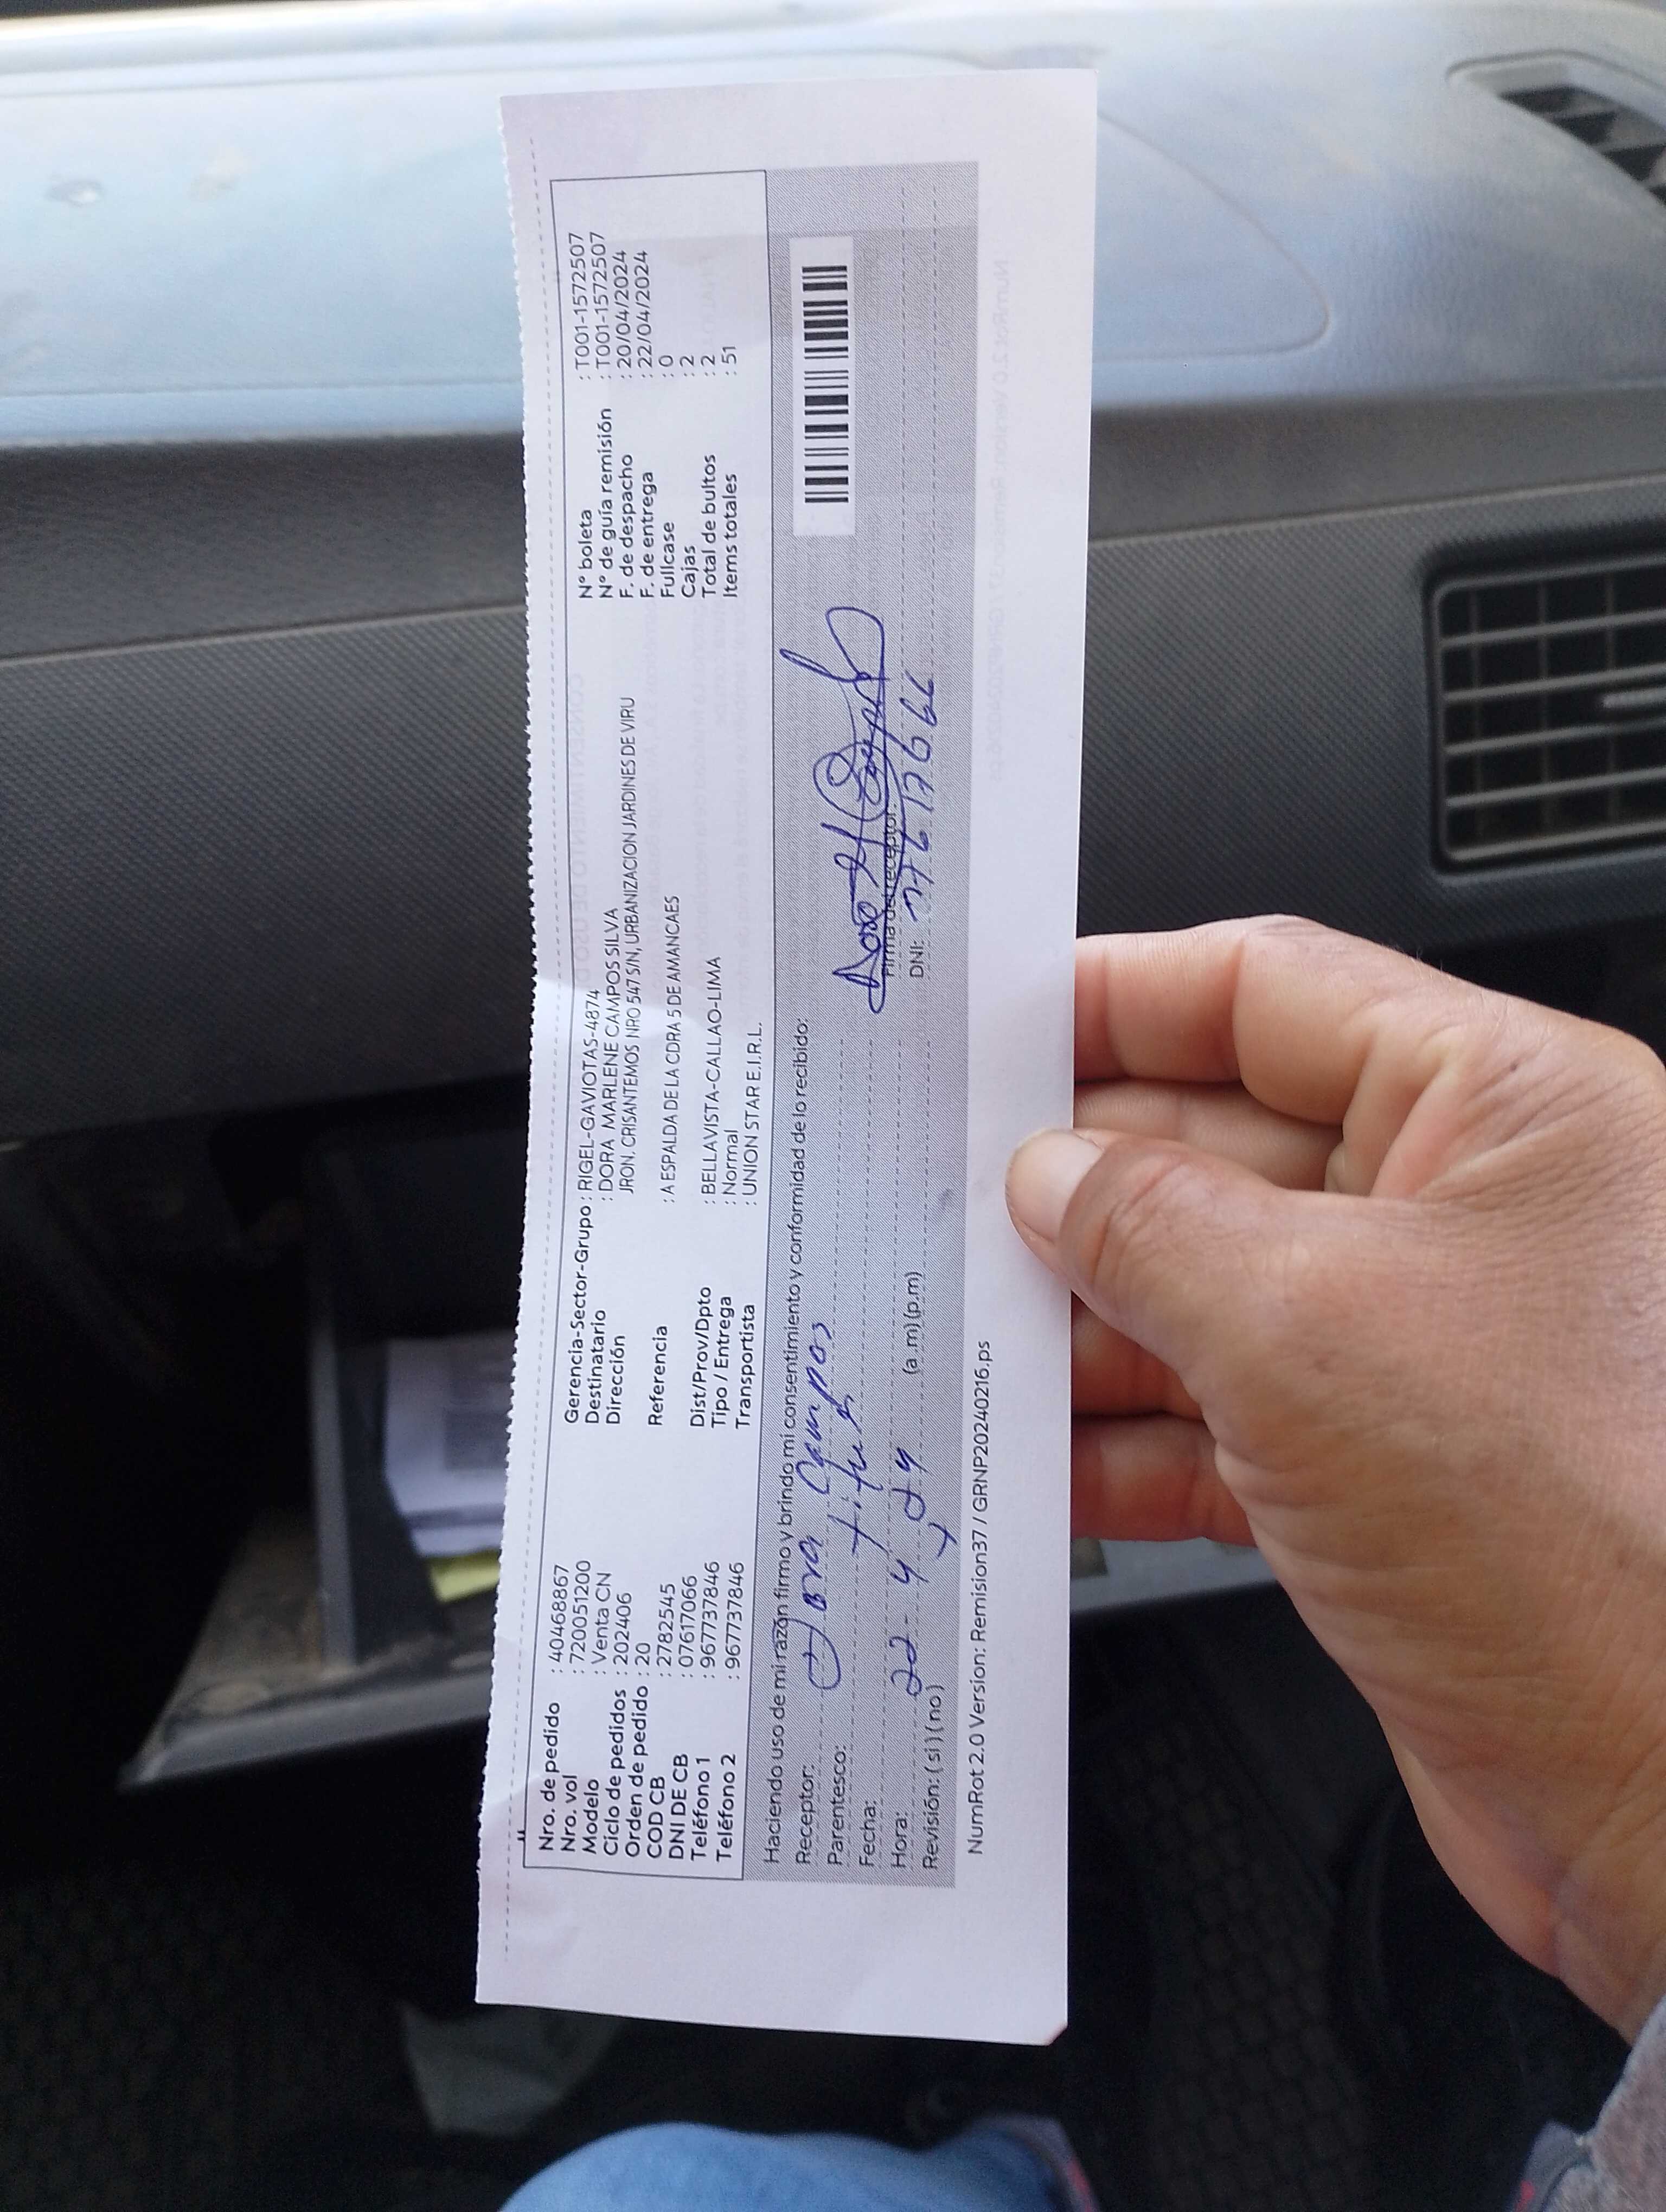 Nro. de pedido : 40468867
Nro. vol : 720051200
Modelo : Venta CN
Ciclo de pedidos : 202406
Orden de pedido : 20
COD CB : 2782545
DNI DE CB : 07617066
Teléfono 1 : 967737846
Teléfono 2 : 967737846
Gerencia-Sector-Grupo : RIGEL-GAVIOTAS-4874
Destinatario : DORA MARLENE CAMPOS SILVA
Dirección JRON. CRISANTEMOS NRO 547 S/N, URBANIZACION JARDINES DE VIRU
Referencia : A ESPALDA DE LA CDRA 5 DE AMANCAES
Dist/Prov/Dpto : BELLAVISTA-CALLAO-LIMA
Tipo / Entrega : Normal
Transportista : UNION STAR E.I.R.L.
N° boleta : T001-1572507
N° de guía remisión : T001-1572507
F. de despacho : 20/04/2024
F. de entrega : 22/04/2024
Fullcase : 0
Cajas : 2
Total de bultos : 2
Items totales : 51
Haciendo uso de mi razón firmo y brindo mi consentimiento y conformidad de lo recibido:
Receptor: Dora Campos
Parentesco:
Fecha: 22 4 24
Hora: (a.m) (p.m)
Revisión: ( si ) ( no )
Firma del receptor:
DNI:
NumRot 2.0 Version: Remision37 / GRNP20240216.ps